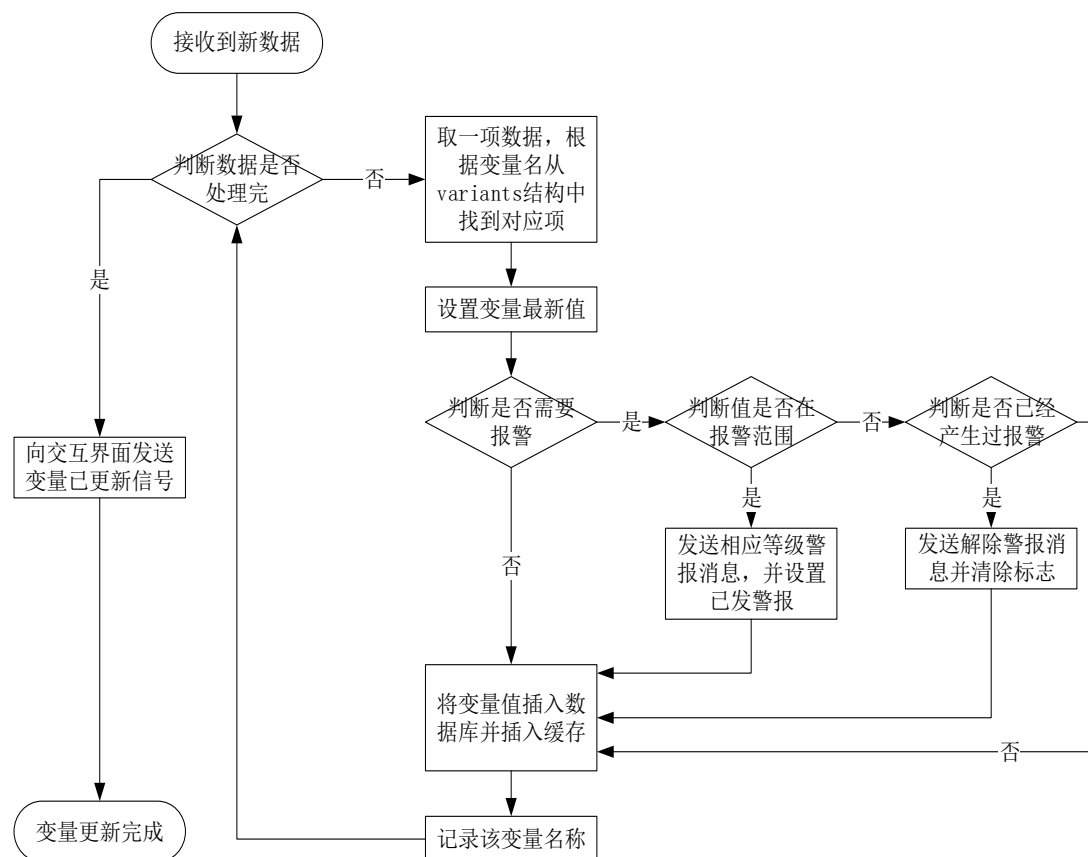 接收到新数据
判断数据是否
处理完
否
取一项数据，根
据变量名从
variants结构中
找到对应项
是
设置变量最新值
判断是否需要
报警
是
判断值是否在
报警范围
否
判断是否已经
产生过报警
向交互界面发送
变量已更新信号
是
是
否
发送相应等级警
报消息，并设置
已发警报
发送解除警报消
息并清除标志
将变量值插入数
据库并插入缓存
否
变量更新完成
记录该变量名称